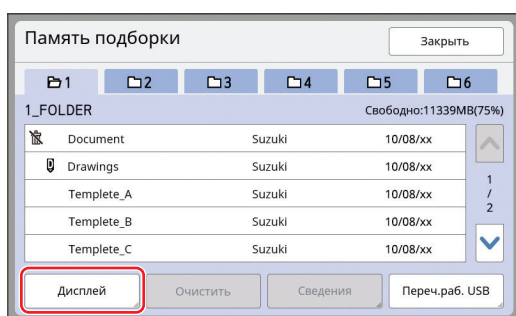 Память подборки Закрыть
1 2 3 4 5 6
1_FOLDER Свободно:11339MB(75%)
Document Suzuki 10/08/xx
Drawings Suzuki 10/08/xx
Templete_A Suzuki 10/08/xx
Templete_B Suzuki 10/08/xx
Templete_C Suzuki 10/08/xx
1
/
2
Дисплей Очистить Сведения Переч.раб. USB